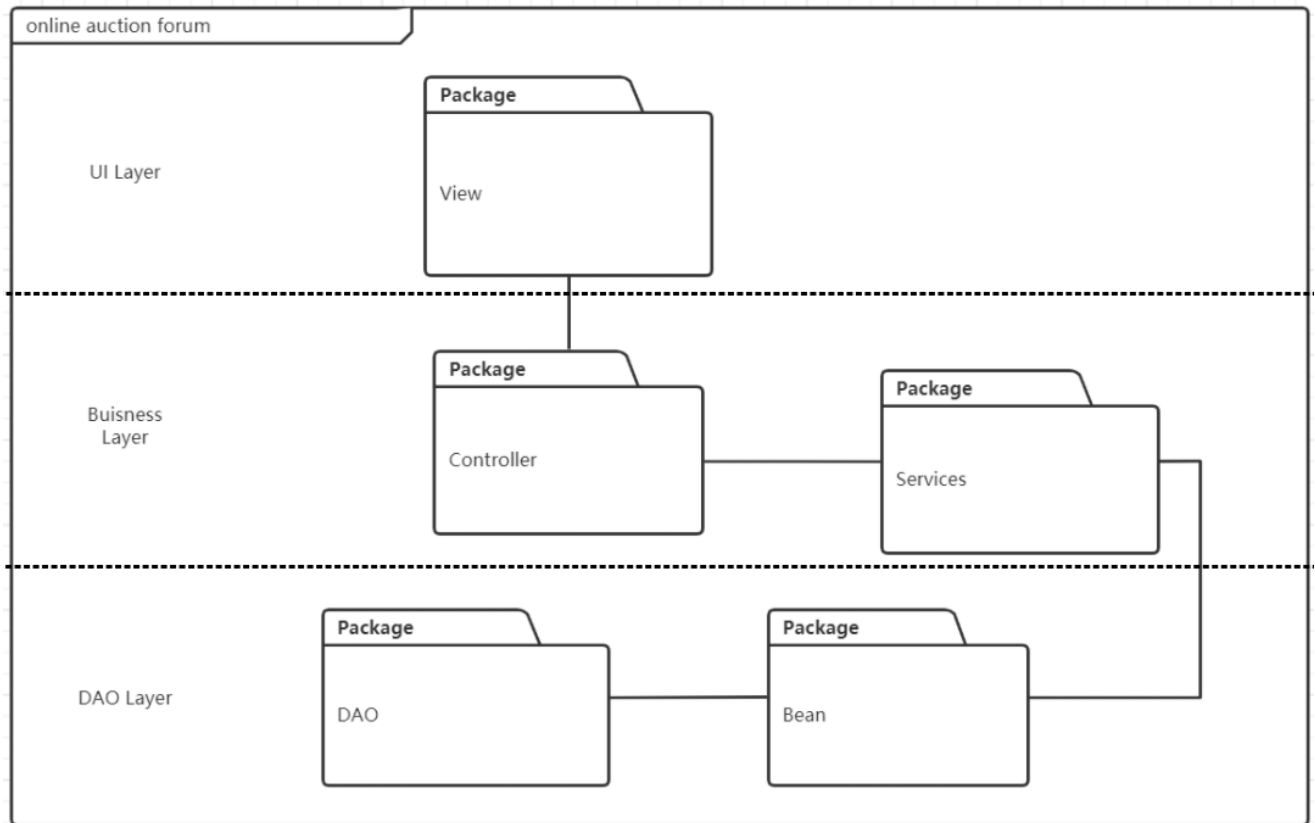 online auction forum
Package
View
UI Layer
Package
Controller
Package
Services
Buisness
Layer
Package
DAO
Package
Bean
DAO Layer